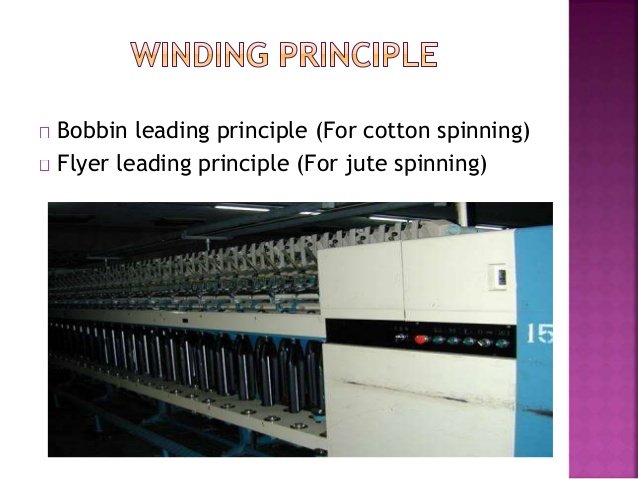 WINDING PRINCIPLE
Bobbin leading principle (For cotton spinning)
Flyer leading principle (For jute spinning)
15